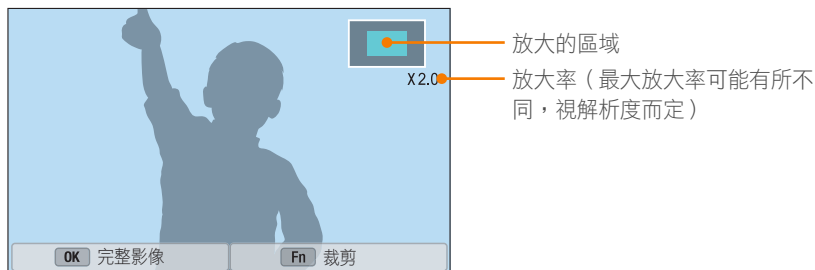 放大的區域
X 2.0
放大率（最大放大率可能有所不
同，視解析度而定）
OK 完整影像
Fn 裁剪